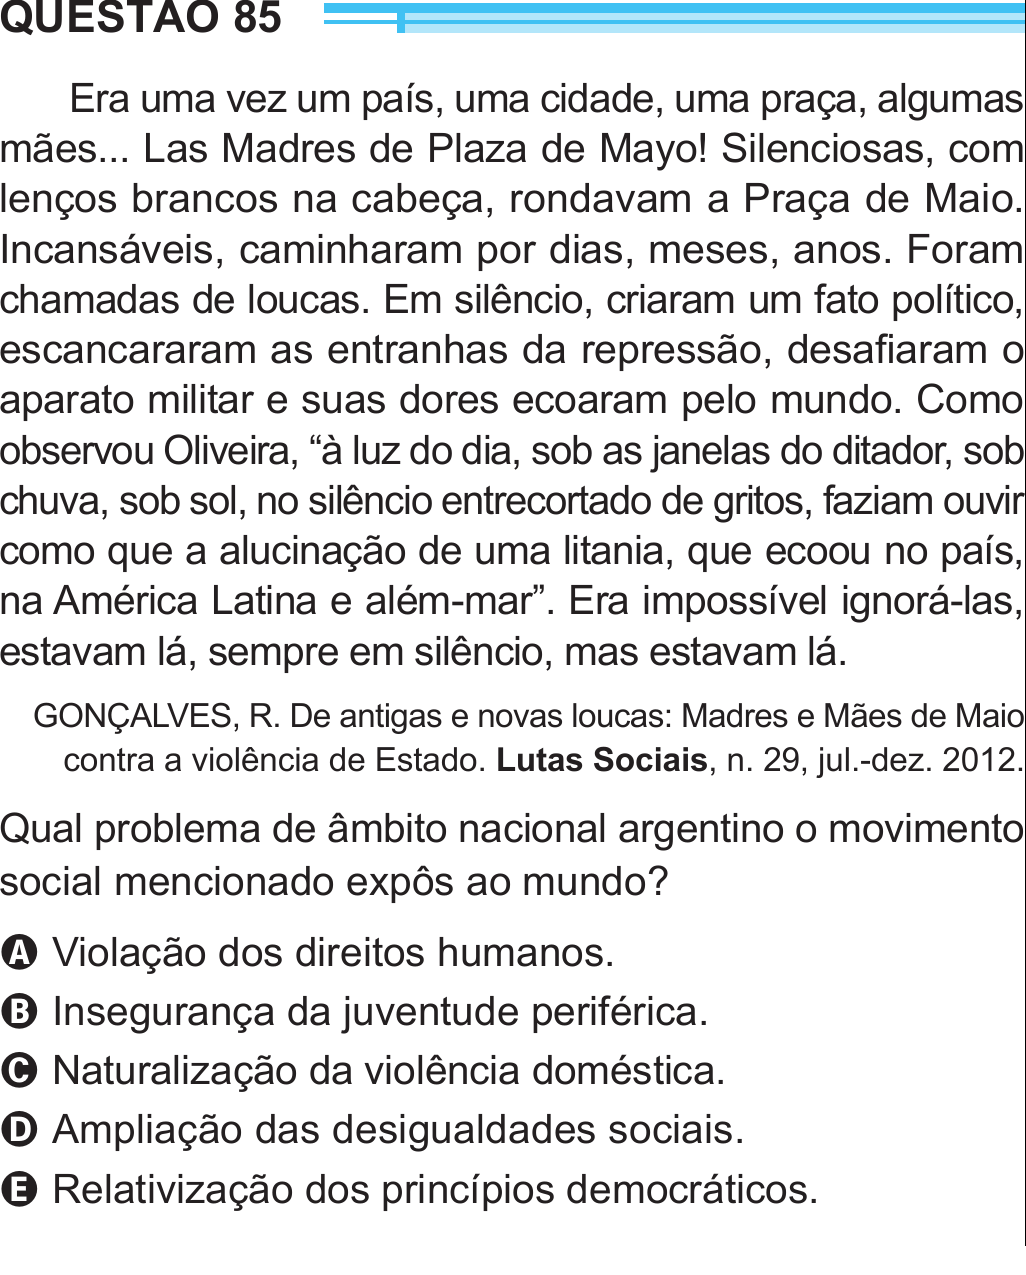 QUESTÃO 85
Era uma vez um país, uma cidade, uma praça, algumas
mães... Las Madres de Plaza de Mayo! Silenciosas, com
lenços brancos na cabeça, rondavam a Praça de Maio.
Incansáveis, caminharam por dias, meses, anos. Foram
chamadas de loucas. Em silêncio, criaram um fato político,
escancararam as entranhas da repressão, desafiaram o
aparato militar e suas dores ecoaram pelo mundo. Como
observou Oliveira, “à luz do dia, sob as janelas do ditador, sob
chuva, sob sol, no silêncio entrecortado de gritos, faziam ouvir
como que a alucinação de uma litania, que ecoou no país,
na América Latina e além-mar”. Era impossível ignorá-las,
estavam lá, sempre em silêncio, mas estavam lá.
GONÇALVES, R. De antigas e novas loucas: Madres e Mães de Maio
contra a violência de Estado. Lutas Sociais, n. 29, jul.-dez. 2012.
Qual problema de âmbito nacional argentino o movimento
social mencionado expôs ao mundo?
A Violação dos direitos humanos.
B Insegurança da juventude periférica.
C Naturalização da violência doméstica.
D Ampliação das desigualdades sociais.
E Relativização dos princípios democráticos.